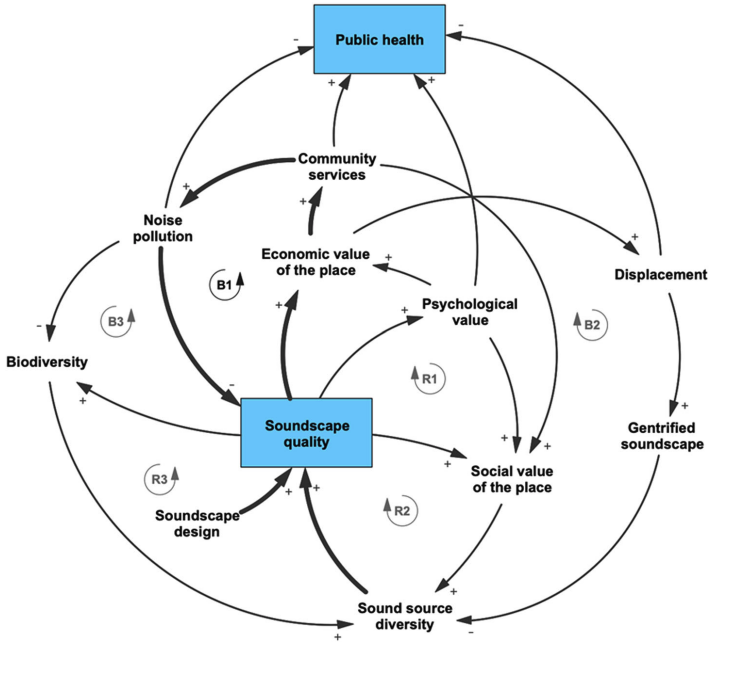 -
-
Public health
+
+
Community
services
+
+
Noise
pollution
+
Economic value
of the place
+
Displacement
B1
+
Psychological
value
+
B3
B2
-
Biodiversity
R1
-
+
+
Soundscape
quality
Gentrified
soundscape
+
+
+
Social value
of the place
R3
+
+
R2
Soundscape
design
+
Sound source
diversity
+
-